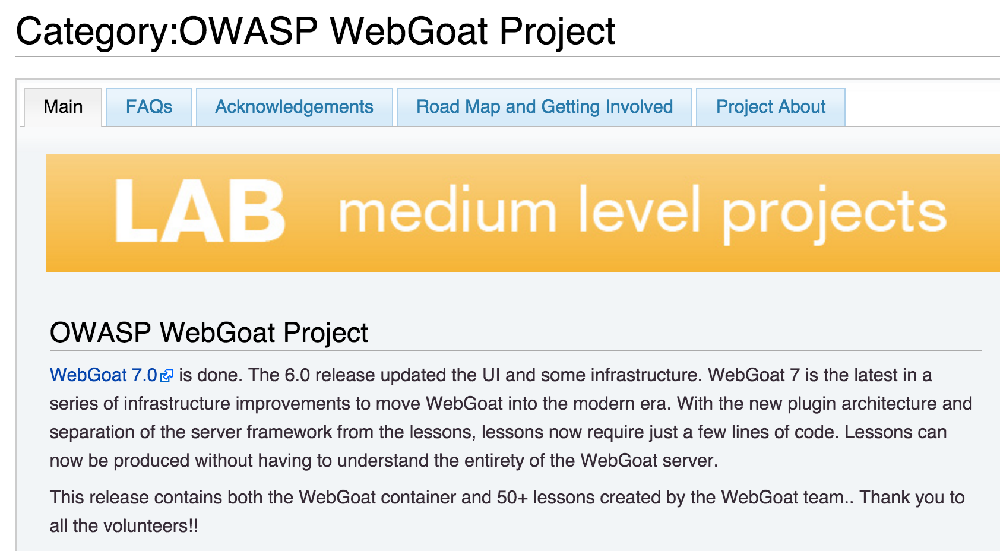 Category:OWASP WebGoat Project
Main FAQs Acknowledgements Road Map and Getting Involved Project About
LAB medium level projects
OWASP WebGoat Project
WebGoat 7.0 is done. The 6.0 release updated the UI and some infrastructure. WebGoat 7 is the latest in a
series of infrastructure improvements to move WebGoat into the modern era. With the new plugin architecture and
separation of the server framework from the lessons, lessons now require just a few lines of code. Lessons can
now be produced without having to understand the entirety of the WebGoat server.
This release contains both the WebGoat container and 50+ lessons created by the WebGoat team.. Thank you to
all the volunteers!!